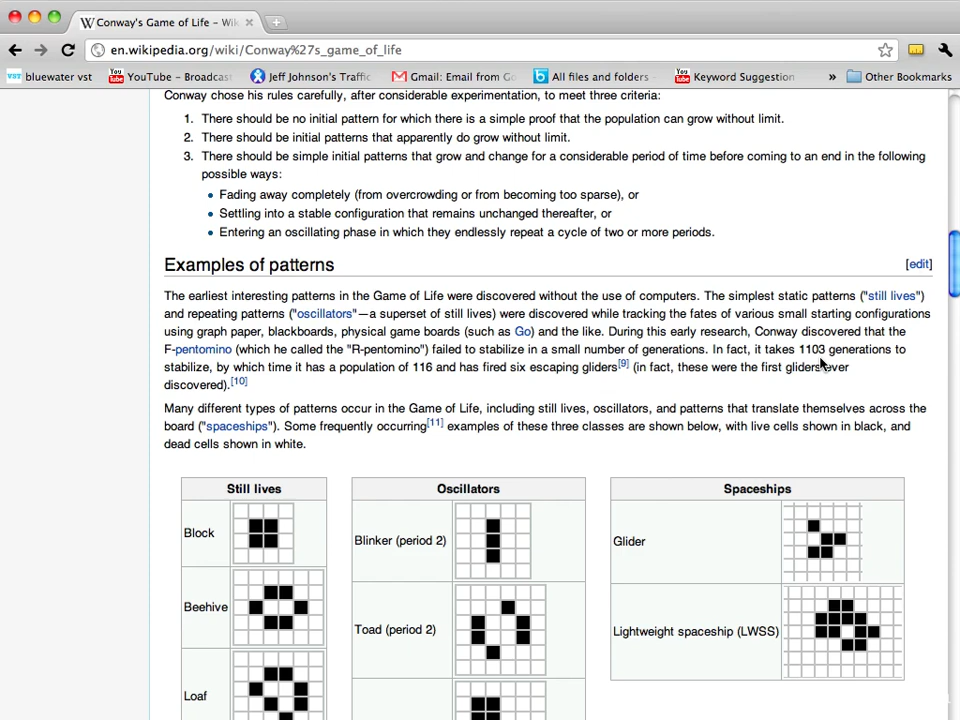 Conway's Game of Life – Wik
en.wikipedia.org/wiki/Conway%27s_game_of_life
VST bluewater vst
You Tube YouTube - Broadcast
Jeff Johnson's Traffic
Gmail: Email from Go
b All files and folders
You Tube Keyword Suggestion
» Other Bookmarks
Conway chose his rules carefully, after considerable experimentation, to meet three criteria:
1. There should be no initial pattern for which there is a simple proof that the population can grow without limit.
2. There should be initial patterns that apparently do grow without limit.
3. There should be simple initial patterns that grow and change for a considerable period of time before coming to an end in the following
possible ways:
• Fading away completely (from overcrowding or from becoming too sparse), or
• Settling into a stable configuration that remains unchanged thereafter, or
• Entering an oscillating phase in which they endlessly repeat a cycle of two or more periods.
Examples of patterns [edit]
The earliest interesting patterns in the Game of Life were discovered without the use of computers. The simplest static patterns ("still lives")
and repeating patterns ("oscillators"—a superset of still lives) were discovered while tracking the fates of various small starting configurations
using graph paper, blackboards, physical game boards (such as Go) and the like. During this early research, Conway discovered that the
F-pentomino (which he called the "R-pentomino") failed to stabilize in a small number of generations. In fact, it takes 1103 generations to
stabilize, by which time it has a population of 116 and has fired six escaping gliders[9] (in fact, these were the first gliders ever
discovered).[10]
Many different types of patterns occur in the Game of Life, including still lives, oscillators, and patterns that translate themselves across the
board ("spaceships"). Some frequently occurring[11] examples of these three classes are shown below, with live cells shown in black, and
dead cells shown in white.
Still lives
Block
Beehive
Loaf
Oscillators
Blinker (period 2)
Toad (period 2)
Spaceships
Glider
Lightweight spaceship (LWSS)